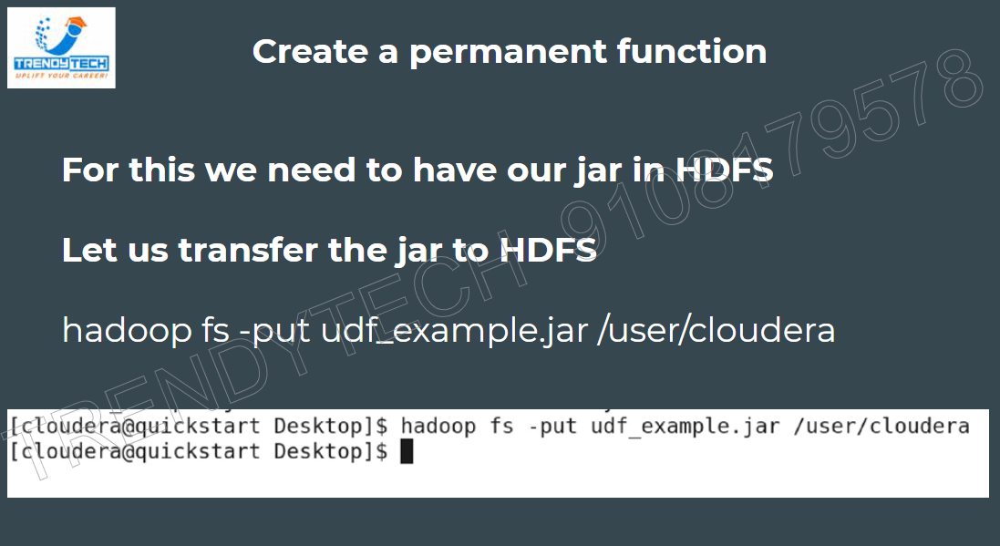 TRENDYTECH
UPLIFT YOUR CAREER!
Create a permanent function
For this we need to have our jar in HDFS
Let us transfer the jar to HDFS
hadoop fs -put udf_example.jar /user/cloudera
TRENDYTECH 9108179578
[cloudera@quickstart Desktop]$ hadoop fs -put udf_example.jar /user/cloudera
[cloudera@quickstart Desktop]$